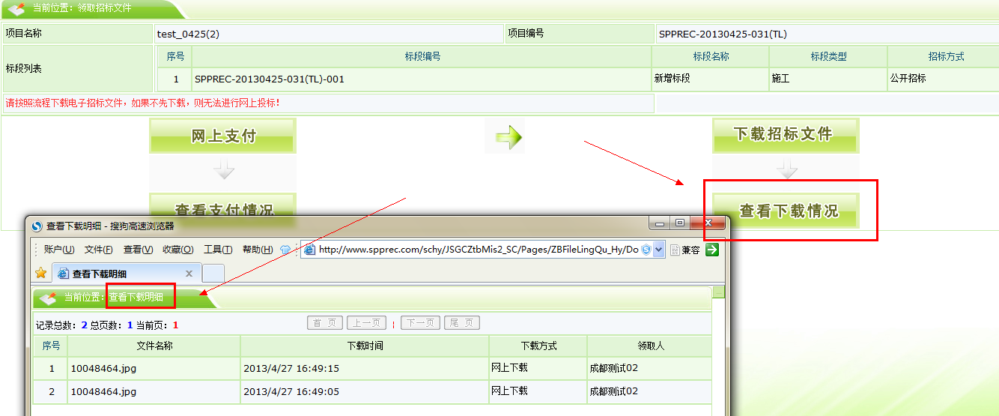 当前位置：领取招标文件
项目名称 test_0425(2) 项目编号 SPPREC-20130425-031(TL)
标段列表
序号 标段编号 标段名称 标段类型 招标方式
1 SPPREC-20130425-031(TL)-001 新增标段 施工 公开招标
请按照流程下载电子招标文件，如果不先下载，则无法进行网上投标！
网上支付 下载招标文件
查看支付情况 查看下载情况
查看下载明细 - 搜狗高速浏览器
账户(U) 文件(F) 查看(V) 收藏(O) 工具(T) 帮助(H) http://www.spprec.com/schy/JSGCZtbMis2_SC/Pages/ZBFileLingQu_Hy/Do 兼容
查看下载明细 x
当前位置：查看下载明细
记录总数：2 总页数：1 当前页：1 首 页 上一页 ¦ 下一页 尾 页
序号 文件名称 下载时间 下载方式 领取人
1 10048464.jpg 2013/4/27 16:49:15 网上下载 成都测试02
2 10048464.jpg 2013/4/27 16:49:05 网上下载 成都测试02